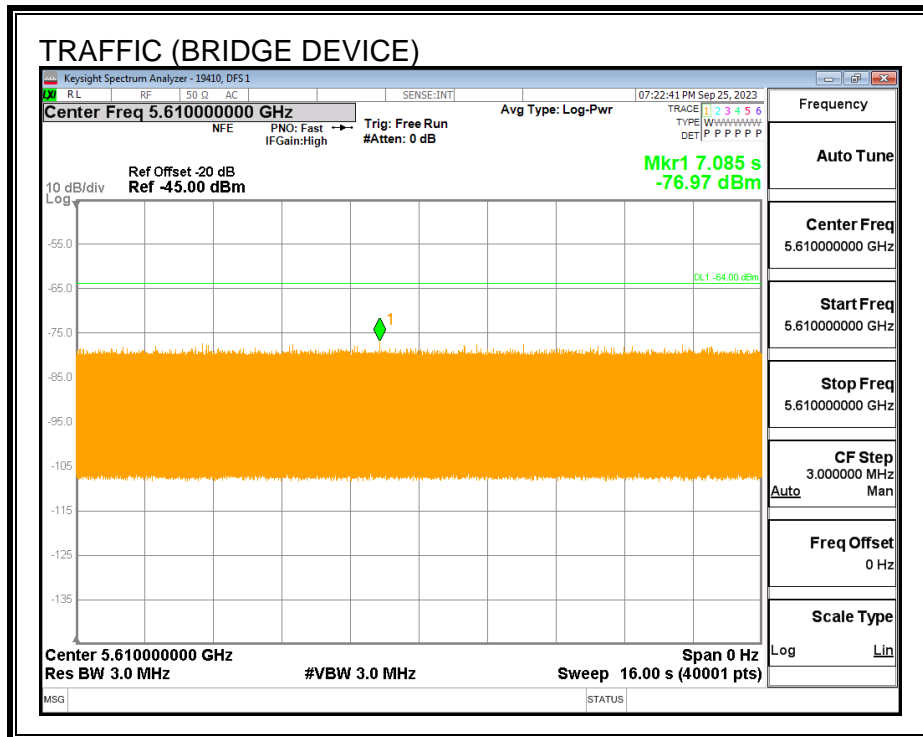 TRAFFIC (BRIDGE DEVICE)
Keysight Spectrum Analyzer - 19410, DFS 1
LXI RL RF 50 Ω AC SENSE:INT 07:22:41 PM Sep 25, 2023
Center Freq 5.610000000 GHz Avg Type: Log-Pwr TRACE 1 2 3 4 5 6
NFE PNO: Fast Trig: Free Run TYPE WWWWWW
IFGain:High #Atten: 0 dB DET P P P P P P
Mkr1 7.085 s
Ref Offset -20 dB
10 dB/div Ref -45.00 dBm -76.97 dBm
Log
-55.0
DL1 -64.00 dBm
-65.0
1
-75.0
-85.0
-95.0
-105
-115
-125
-135
Center 5.610000000 GHz Span 0 Hz
Res BW 3.0 MHz #VBW 3.0 MHz Sweep 16.00 s (40001 pts)
MSG STATUS
Frequency
Auto Tune
Center Freq
5.610000000 GHz
Start Freq
5.610000000 GHz
Stop Freq
5.610000000 GHz
CF Step
3.000000 MHz
Auto Man
Freq Offset
0 Hz
Scale Type
Log Lin